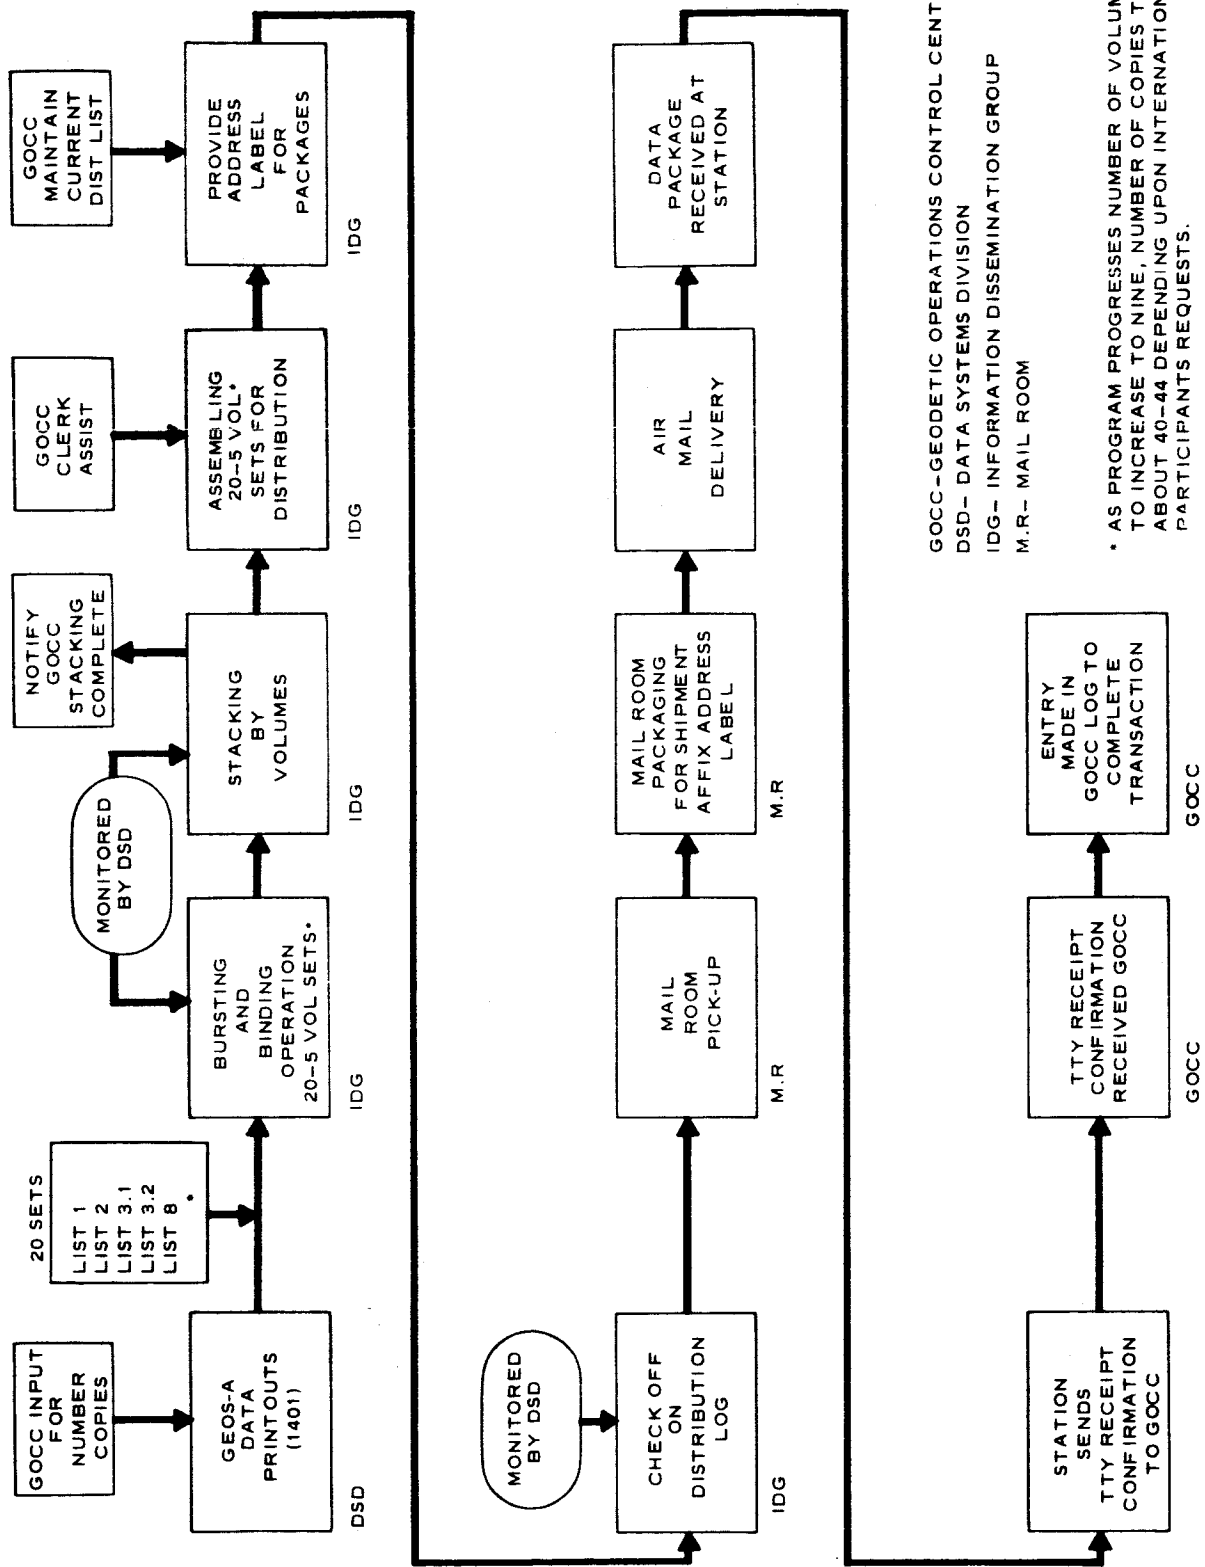 GOCC INPUT
FOR
NUMBER
COPIES
GEOS-A
DATA
PRINTOUTS
(1401)
DSD
20 SETS
LIST 1
LIST 2
LIST 3.1
LIST 3.2
LIST 8 *
MONITORED
BY DSD
BURSTING
AND
BINDING
OPERATION
20-5 VOL SETS*
IDG
NOTIFY
GOCC
STACKING
COMPLETE
STACKING
BY
VOLUMES
IDG
GOCC
CLERK
ASSIST
ASSEMBLING
20-5 VOL*
SETS FOR
DISTRIBUTION
IDG
GOCC
MAINTAIN
CURRENT
DIST LIST
PROVIDE
ADDRESS
LABEL
FOR
PACKAGES
IDG
MONITORED
BY DSD
CHECK OFF
ON
DISTRIBUTION
LOG
IDG
MAIL
ROOM
PICK-UP
M.R
MAIL ROOM
PACKAGING
FOR SHIPMENT
AFFIX ADDRESS
LABEL
M.R
AIR
MAIL
DELIVERY
DATA
PACKAGE
RECEIVED AT
STATION
STATION
SENDS
TTY RECEIPT
CONFIRMATION
TO GOCC
TTY RECEIPT
CONFIRMATION
RECEIVED GOCC
GOCC
ENTRY
MADE IN
GOCC LOG TO
COMPLETE
TRANSACTION
GOCC
GOCC-GEODETIC OPERATIONS CONTROL CENT
DSD- DATA SYSTEMS DIVISION
IDG- INFORMATION DISSEMINATION GROUP
M.R- MAIL ROOM
* AS PROGRAM PROGRESSES NUMBER OF VOLUM
TO INCREASE TO NINE, NUMBER OF COPIES T
ABOUT 40-44 DEPENDING UPON INTERNATION
PARTICIPANTS REQUESTS.